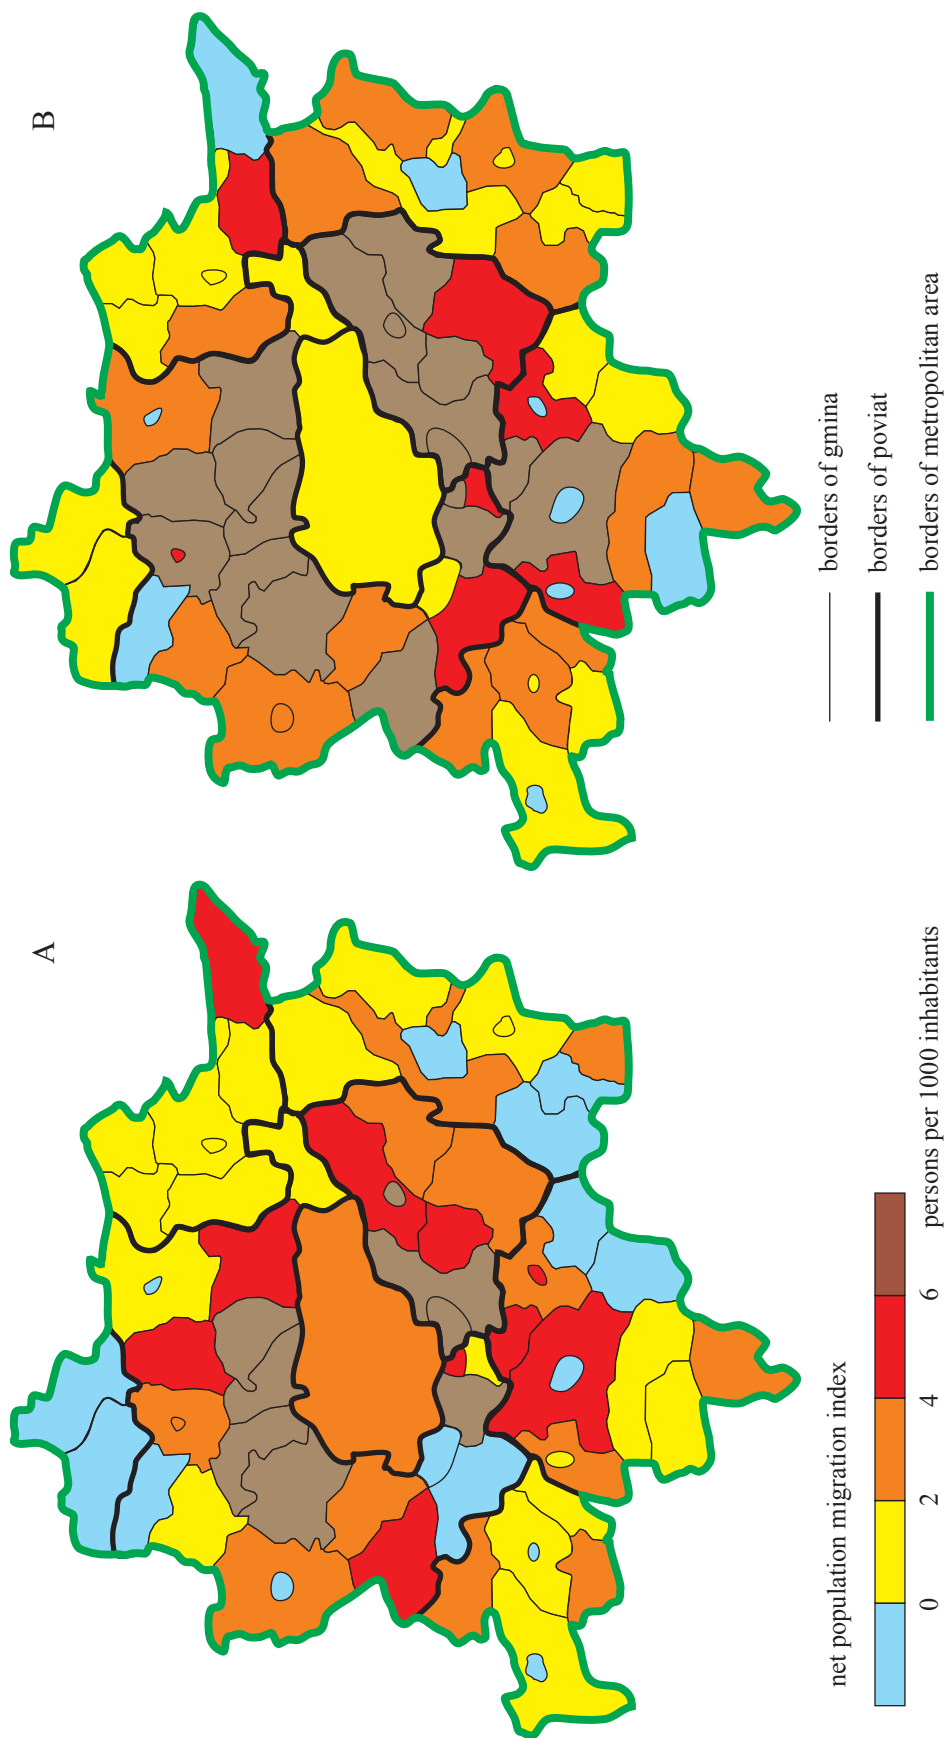 A
B
net population migration index
0
2
4
6
persons per 1000 inhabitants
borders of gmina
borders of poviat
borders of metropolitan area